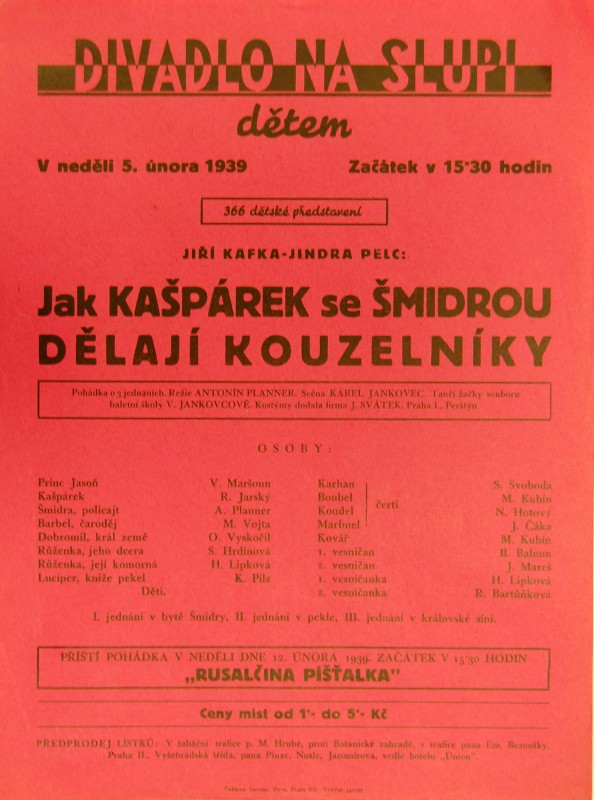 DIVADLO NA SLUPI
dětem
V neděli 5. února 1939 Začátek v 15·30 hodin
366 dětské představení
JIŘÍ KAFKA-JINDRA PELC:
Jak KAŠPÁREK se ŠMIDROU
DĚLAJÍ KOUZELNÍKY
Pohádka o 3 jednáních. Režie ANTONÍN PLANNER. Scéna KAREL JANKOVEC. Tančí žačky souboru
baletní školy V. JANKOVCOVÉ. Kostýmy dodala firma J. SVÁTEK, Praha I., Perštýn.
OSOBY:
Princ Jasoň V. Maršoun
Kašpárek R. Jarský
Šmidra, policajt A. Planner
Barbel, čaroděj M. Vojta
Dobromil, král země O. Vyskočil
Růženka, jeho dcera S. Hrdinová
Růženka, její komorná H. Lipková
Luciper, kníže pekel K. Pilz
Děti.
Karhan S. Svoboda
Boubel M. Kubín
Koudel N. Hotový
Marbuel J. Čáka
čerti
Kovář M. Kubín
1. vesničan B. Baloun
2. vesničan J. Mareš
1. vesničanka H. Lipková
2. vesničanka R. Bartůňková
I. jednání v bytě Šmidry, II. jednání v pekle, III. jednání v královské síni.
PŘÍŠTÍ POHÁDKA V NEDĚLI DNE 12. ÚNORA 1939. ZAČÁTEK V 15·30 HODIN
„RUSALČINA PÍŠŤALKA"
Ceny míst od 1·- do 5·- Kč
PŘEDPRODEJ LÍSTKŮ: V tabáční trafice p. M. Hrubé, proti Botanické zahradě, v trafice pana Em. Bezoušky,
Praha II., Vyšehradská třída, pana Pinze, Nusle, Jaromírova, vedle hotelu „Union".